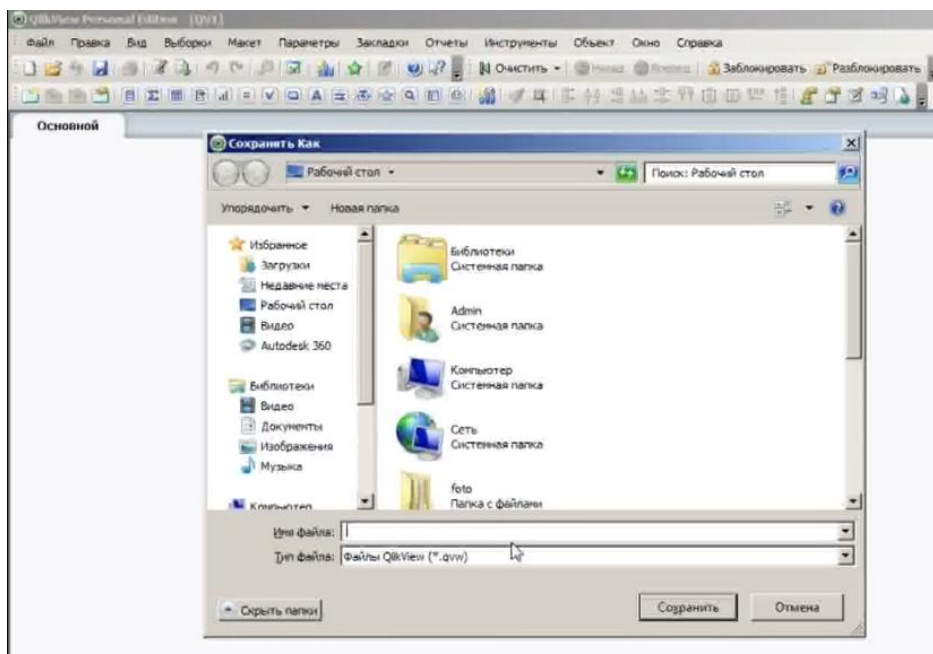 QlikView Personal Edition - [QV1]
Файл Правка Вид Выборки Макет Параметры Закладки Отчеты Инструменты Объект Окно Справка
Очистить Назад Вперед Заблокировать Разблокировать
Основной
Сохранить Как
Рабочий стол
Поиск: Рабочий стол
Упорядочить Новая папка
Избранное
Загрузки
Недавние места
Рабочий стол
Видео
Autodesk 360
Библиотеки
Видео
Документы
Изображения
Музыка
Компьютер
Библиотеки
Системная папка
Admin
Системная папка
Компьютер
Системная папка
Сеть
Системная папка
foto
Папка с файлами
Имя файла:
Тип файла: Файлы QlikView (*.qvw)
Скрыть папки
Сохранить
Отмена